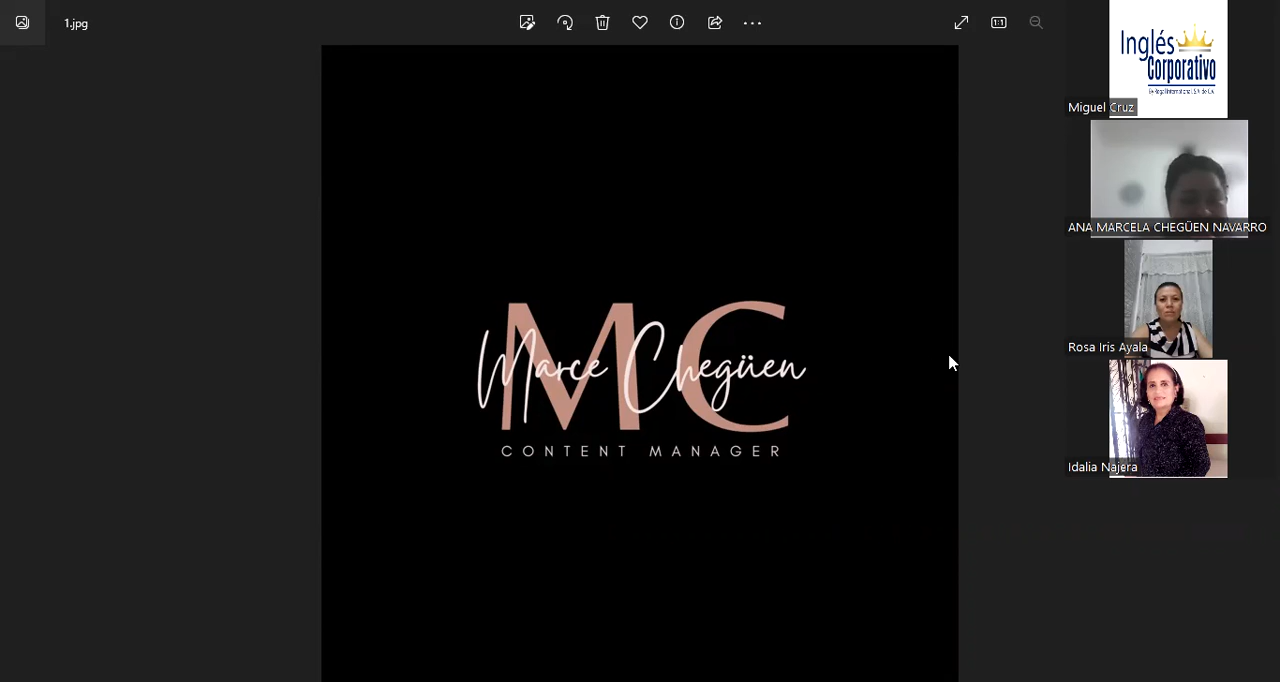 1.jpg
Inglés
Corporativo
Miguel Cruz
ANA MARCELA CHEGÜEN NAVARRO
Rosa Iris Ayala
MC
Marce Chegüen
CONTENT MANAGER
Idalia Najera